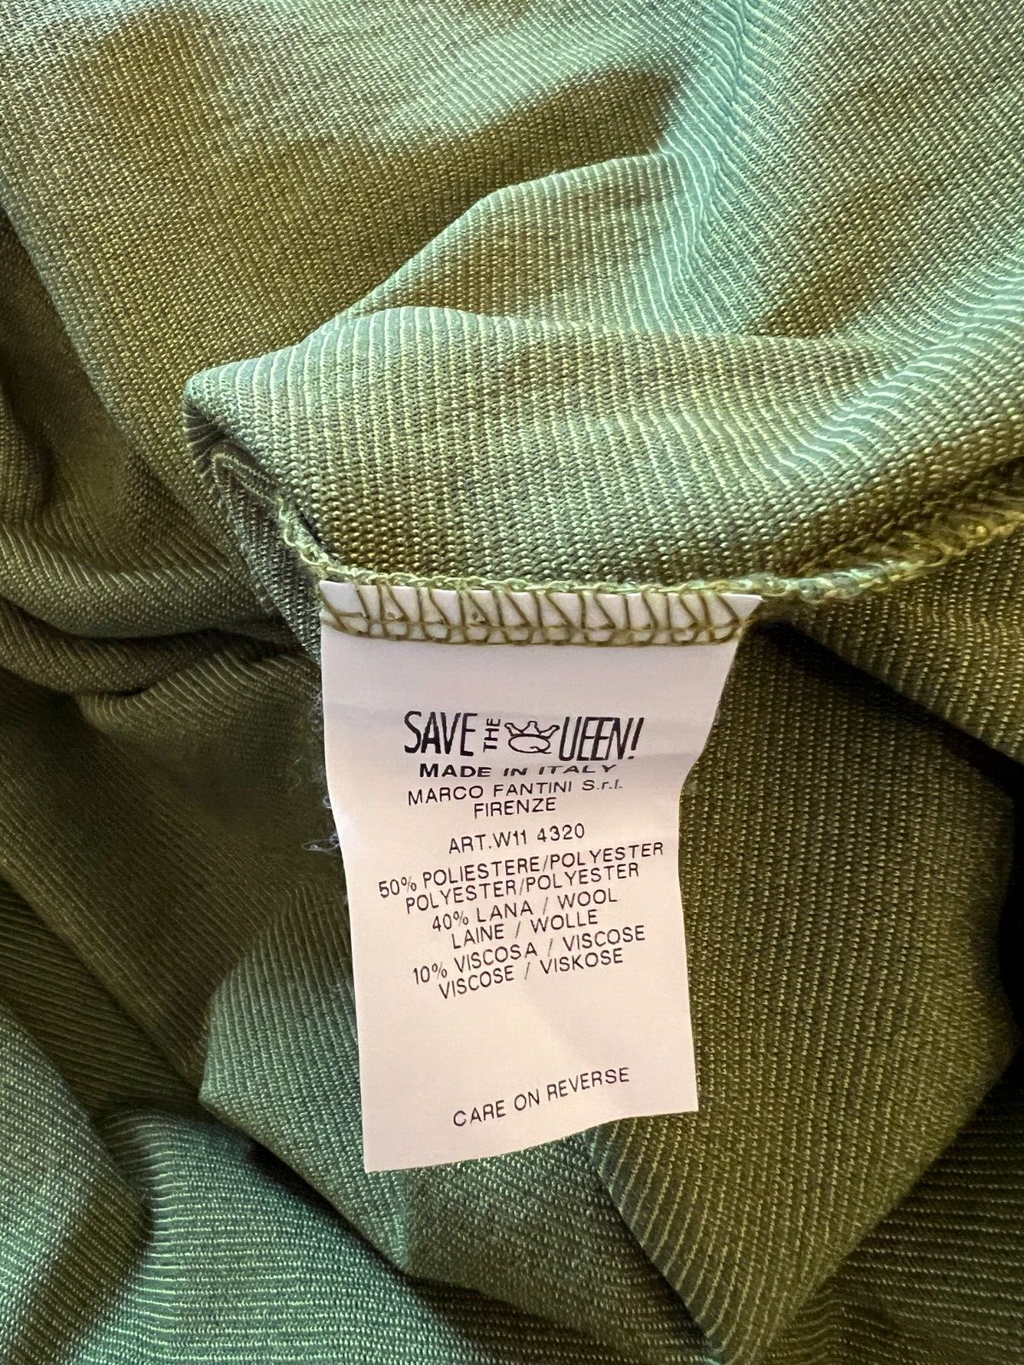 SAVE THE QUEEN!
MADE IN ITALY
MARCO FANTINI S.r.l.
FIRENZE
ART.W11 4320
50% POLIESTERE/POLYESTER
POLYESTER/POLYESTER
40% LANA / WOOL
LAINE / WOLLE
10% VISCOSA / VISCOSE
VISCOSE / VISKOSE
CARE ON REVERSE